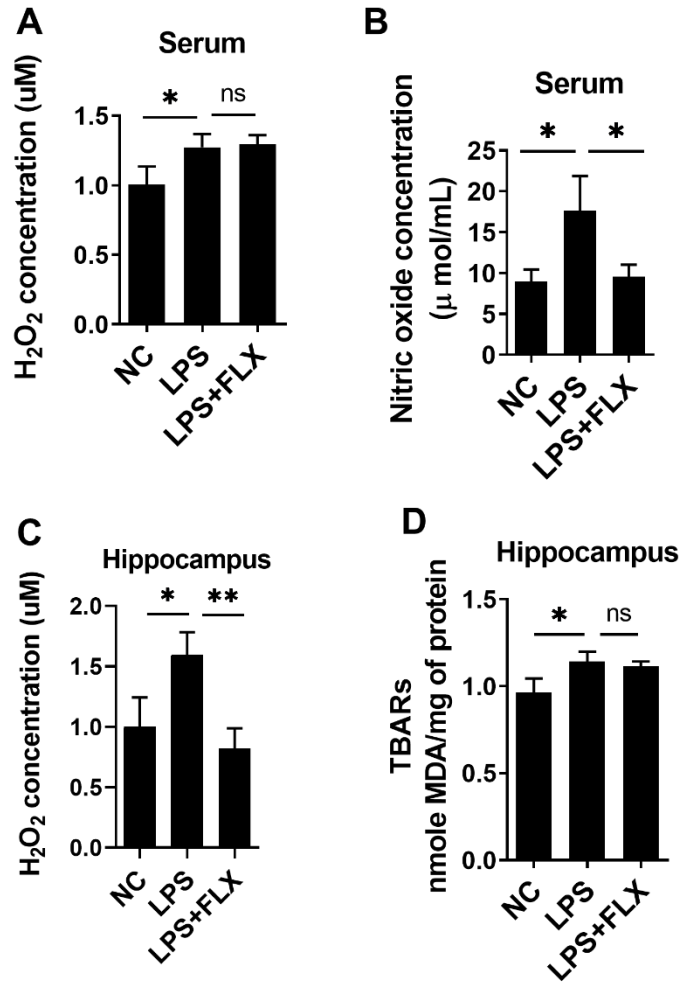 A
Serum
H₂O₂ concentration (uM)
* ns
1.5
1.0
0.5
0.0
NC
LPS
LPS+FLX
B
Serum
Nitric oxide concentration
(μ mol/mL)
* *
25
20
15
10
5
0
NC
LPS
LPS+FLX
C
Hippocampus
H₂O₂ concentration (uM)
* **
2.0
1.5
1.0
0.5
0.0
NC
LPS
LPS+FLX
D
Hippocampus
TBARs
nmole MDA/mg of protein
* ns
1.5
1.0
0.5
0.0
NC
LPS
LPS+FLX